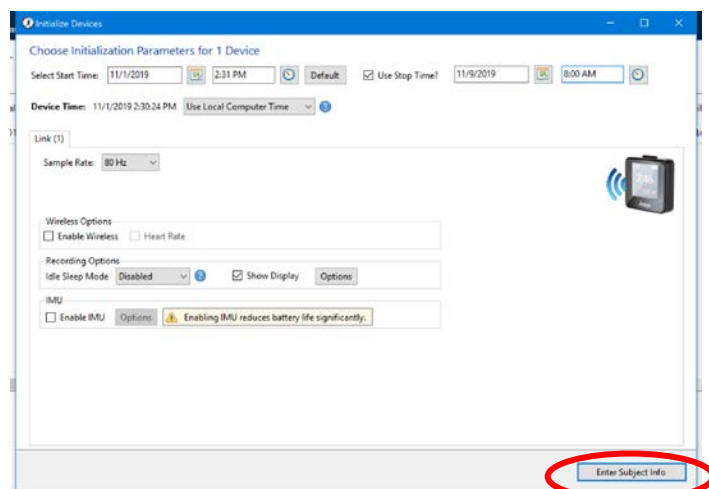 Initialize Devices
Choose Initialization Parameters for 1 Device
Select Start Time: 11/1/2019 2:31 PM Default Use Stop Time? 11/9/2019 8:00 AM
Device Time: 11/1/2019 2:30:24 PM Use Local Computer Time
Link (1)
Sample Rate: 80 Hz
Wireless Options
Enable Wireless Heart Rate
Recording Options
Idle Sleep Mode Disabled Show Display Options
IMU
Enable IMU Options Enabling IMU reduces battery life significantly.
Enter Subject Info